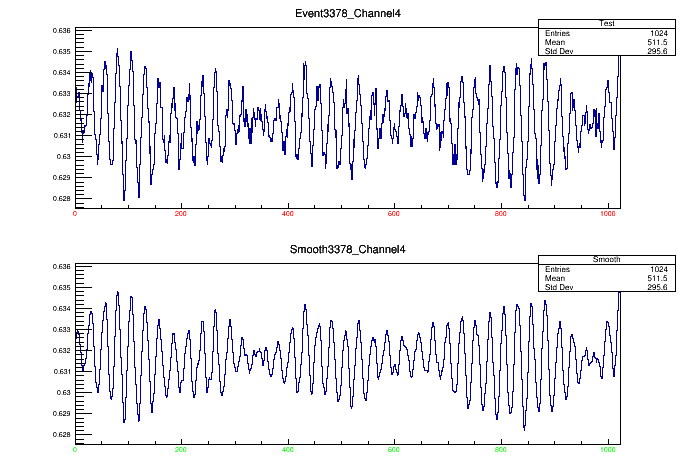 Event3378_Channel4
Test
Entries 1024
Mean 511.5
Std Dev 295.6
0.636
0.635
0.634
0.633
0.632
0.631
0.63
0.629
0.628
0 200 400 600 800 1000
Smooth3378_Channel4
Smooth
Entries 1024
Mean 511.5
Std Dev 295.6
0.636
0.635
0.634
0.633
0.632
0.631
0.63
0.629
0.628
0 200 400 600 800 1000